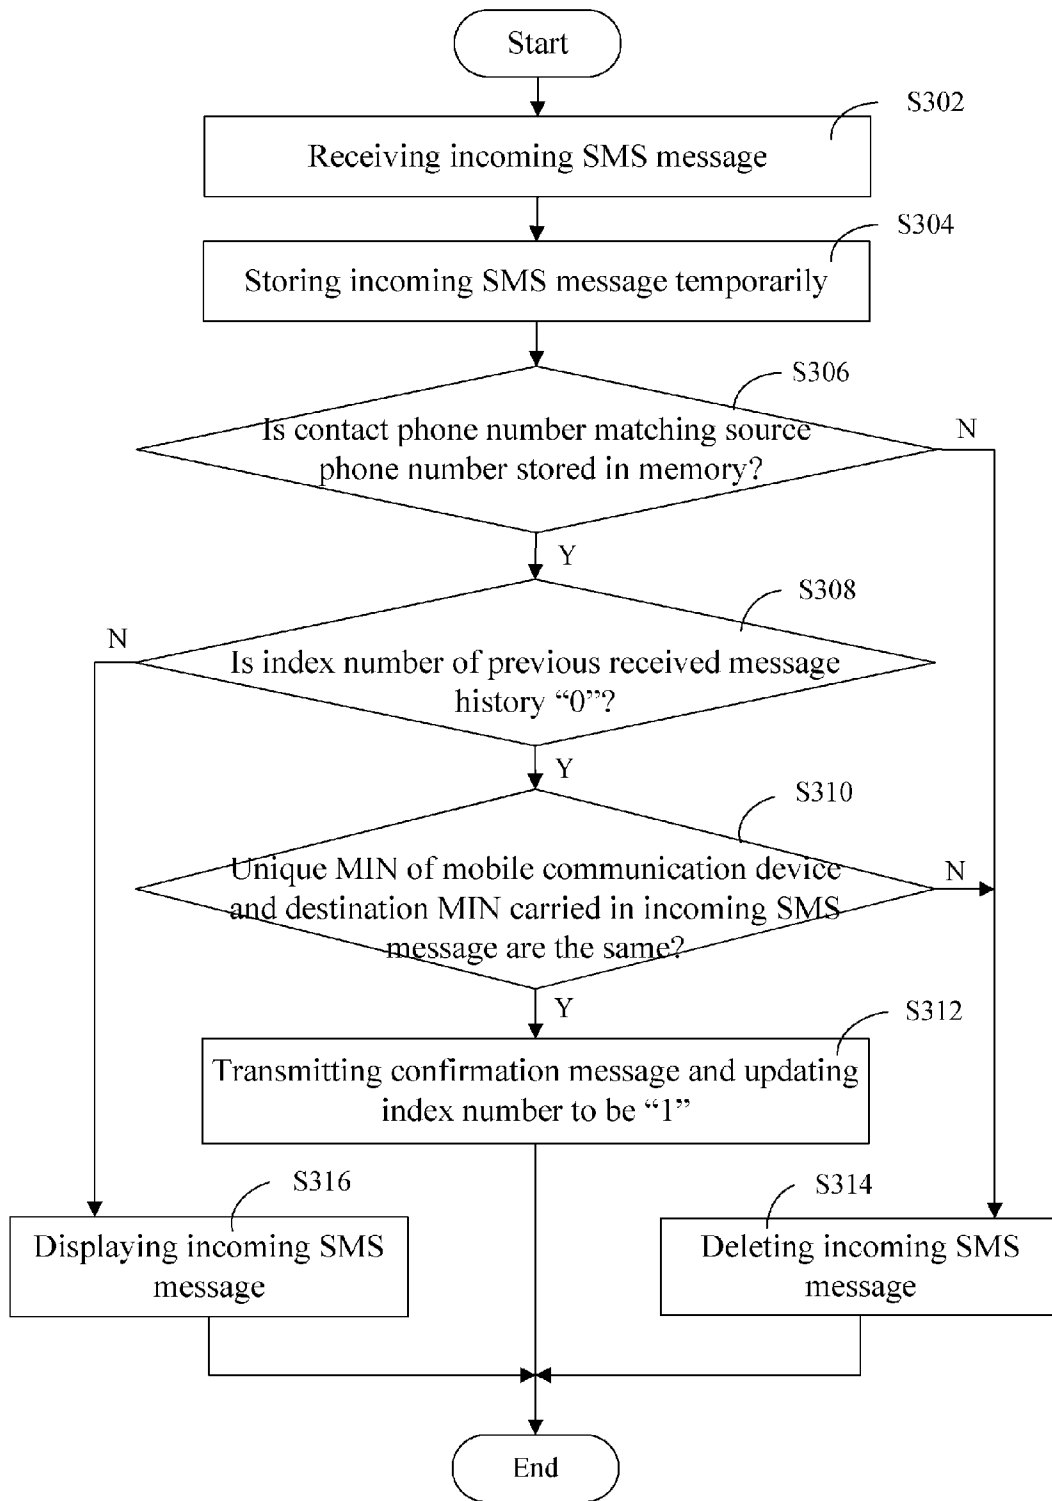 Start
S302
Receiving incoming SMS message
S304
Storing incoming SMS message temporarily
S306
Is contact phone number matching source
phone number stored in memory?
N
Y
S308
N
Is index number of previous received message
history “0”?
Y
S310
Unique MIN of mobile communication device
and destination MIN carried in incoming SMS
message are the same?
N
Y
S312
Transmitting confirmation message and updating
index number to be “1”
S316
Displaying incoming SMS
message
S314
Deleting incoming SMS
message
End